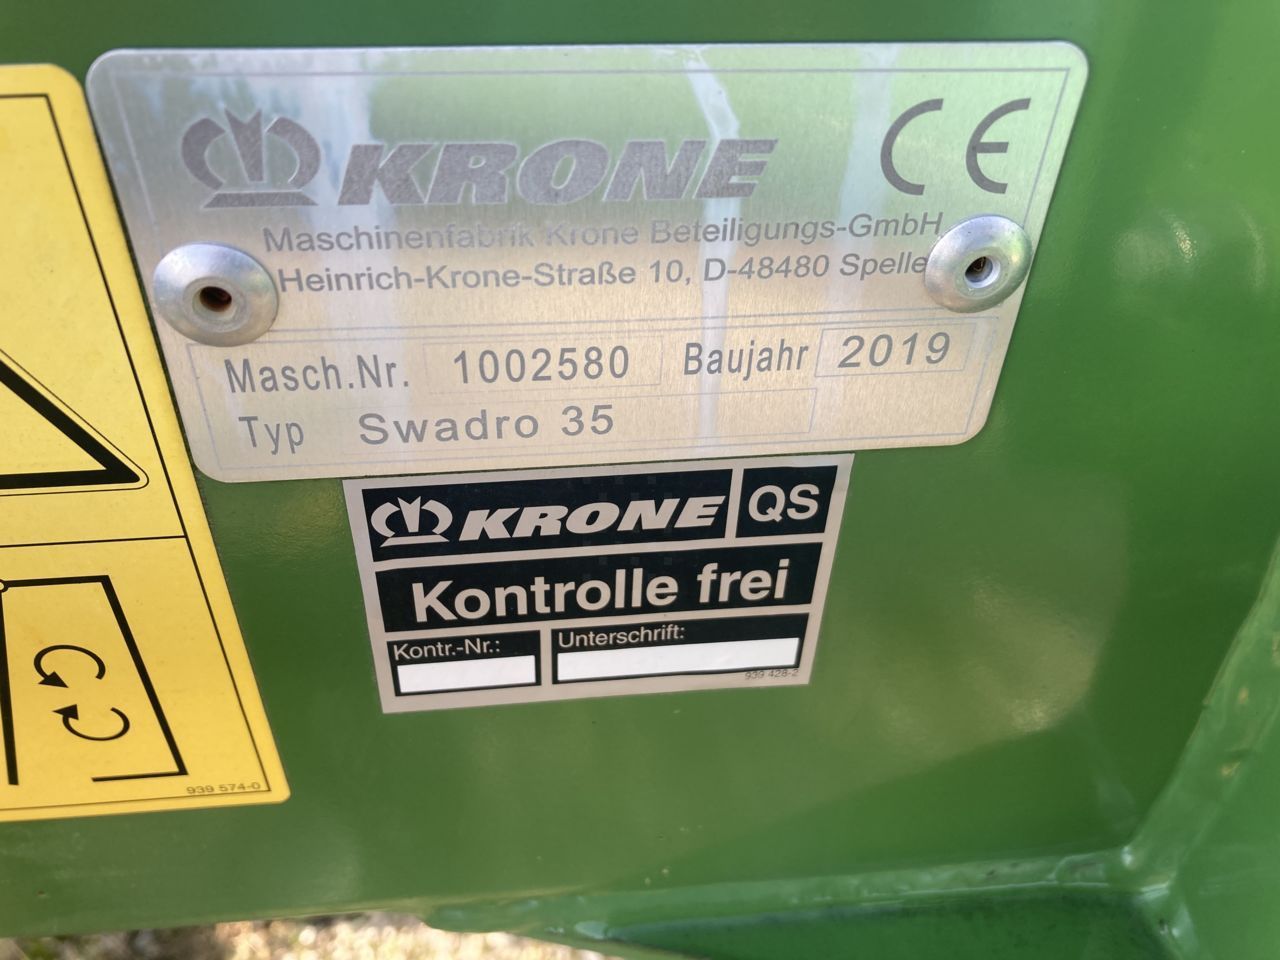 KRONE CE
Maschinenfabrik Krone Beteiligungs-GmbH
Heinrich-Krone-Straße 10, D-48480 Spelle
Masch.Nr. 1002580 Baujahr 2019
Typ Swadro 35
KRONE QS
Kontrolle frei
Kontr.-Nr.: Unterschrift:
939 428-2
939 574-0